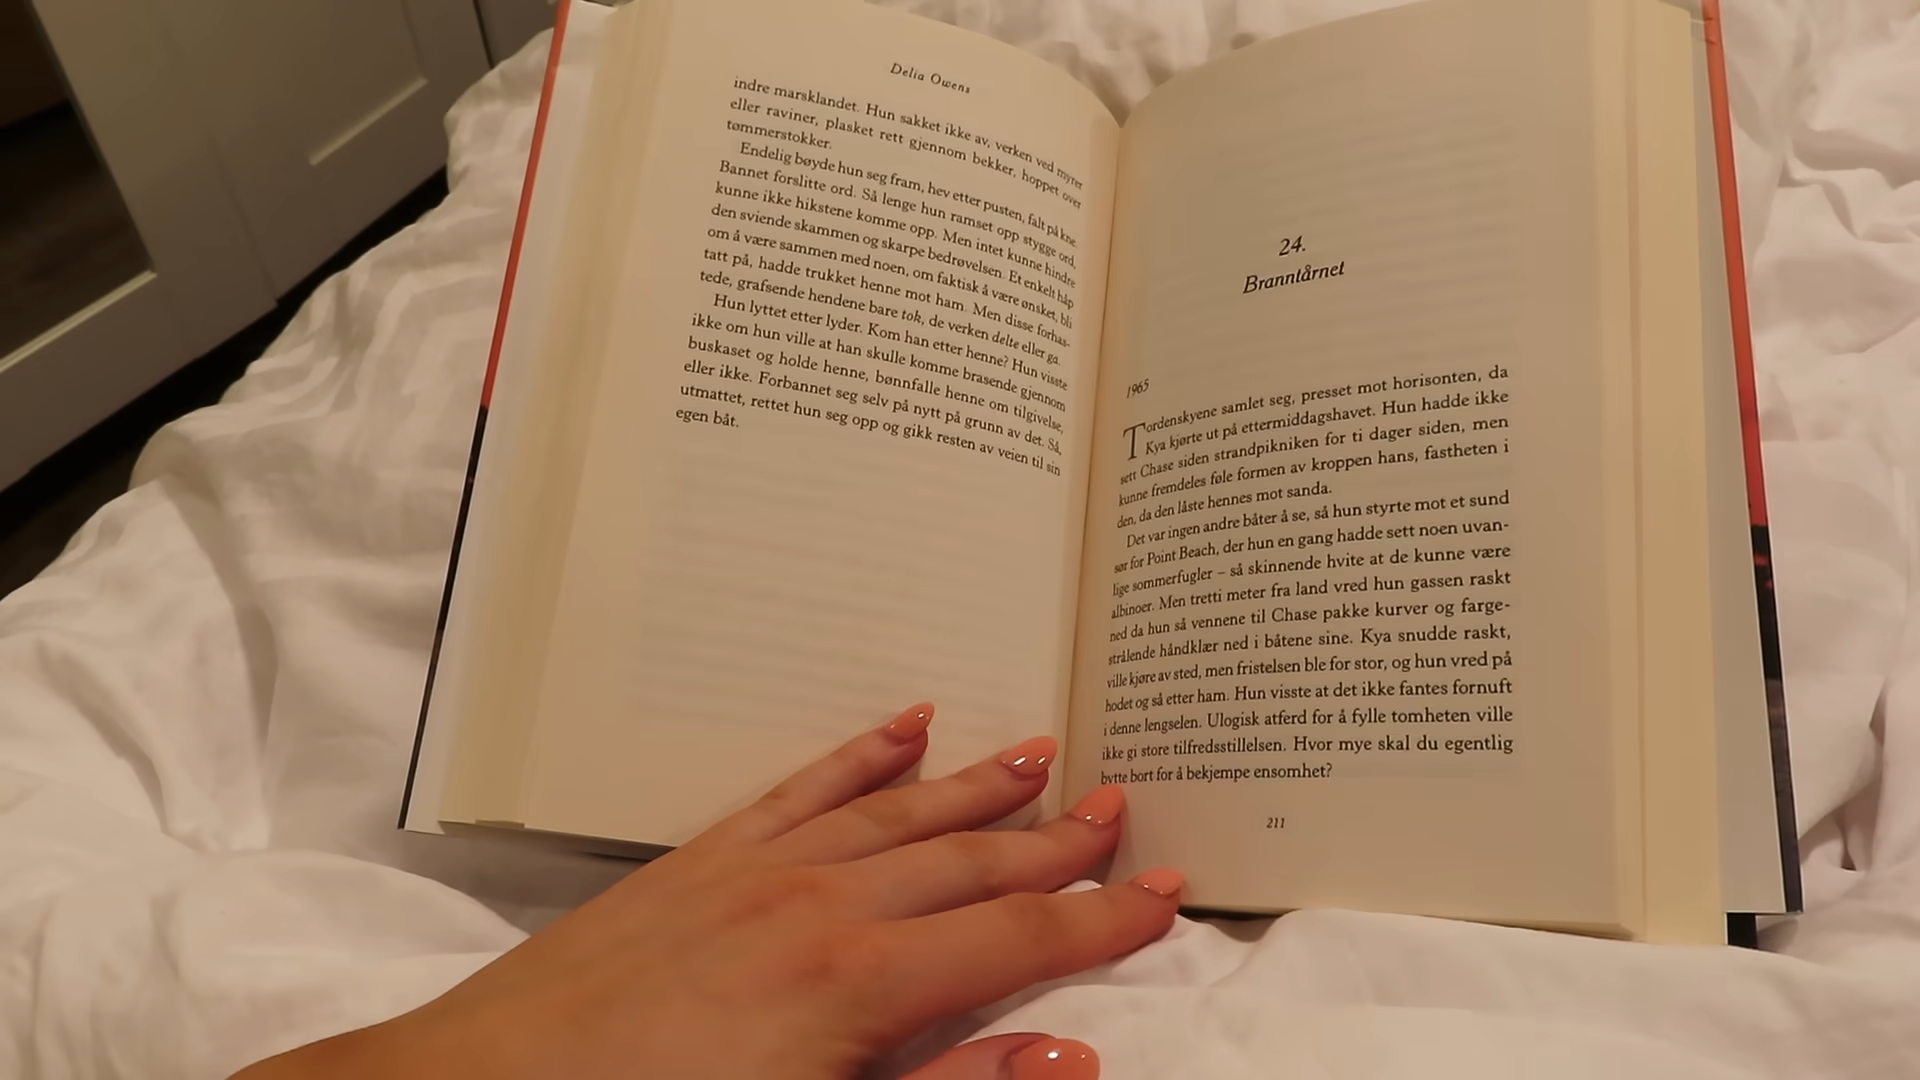 Delia Owens
indre marsklandet. Hun sakket ikke av, verken ved myrer
eller raviner, plasket rett gjennom bekker, hoppet over
tømmerstokker.
Endelig bøyde hun seg fram, hev etter pusten, falt på kne.
Bannet forslitte ord. Så lenge hun ramset opp stygge ord,
kunne ikke hikstene komme opp. Men intet kunne hindre
den sviende skammen og skarpe bedrøvelsen. Et enkelt håp
om å være sammen med noen, om faktisk å være ønsket, bli
tatt på, hadde trukket henne mot ham. Men disse forhas-
tede, grafsende hendene bare tok, de verken delte eller ga.
Hun lyttet etter lyder. Kom han etter henne? Hun visste
ikke om hun ville at han skulle komme brasende gjennom
buskaset og holde henne, bønnfalle henne om tilgivelse,
eller ikke. Forbannet seg selv på nytt på grunn av det. Så,
utmattet, rettet hun seg opp og gikk resten av veien til sin
egen båt.
24.
Branntårnet
1965
Tordenskyene samlet seg, presset mot horisonten, da
Kya kjørte ut på ettermiddagshavet. Hun hadde ikke
sett Chase siden strandpikniken for ti dager siden, men
kunne fremdeles føle formen av kroppen hans, fastheten i
den, da den låste hennes mot sanda.
Det var ingen andre båter å se, så hun styrte mot et sund
sør for Point Beach, der hun en gang hadde sett noen uvan-
lige sommerfugler – så skinnende hvite at de kunne være
albinoer. Men tretti meter fra land vred hun gassen raskt
ned da hun så vennene til Chase pakke kurver og farge-
strålende håndklær ned i båtene sine. Kya snudde raskt,
ville kjøre av sted, men fristelsen ble for stor, og hun vred på
hodet og så etter ham. Hun visste at det ikke fantes fornuft
i denne lengselen. Ulogisk atferd for å fylle tomheten ville
ikke gi store tilfredsstillelsen. Hvor mye skal du egentlig
bytte bort for å bekjempe ensomhet?
211